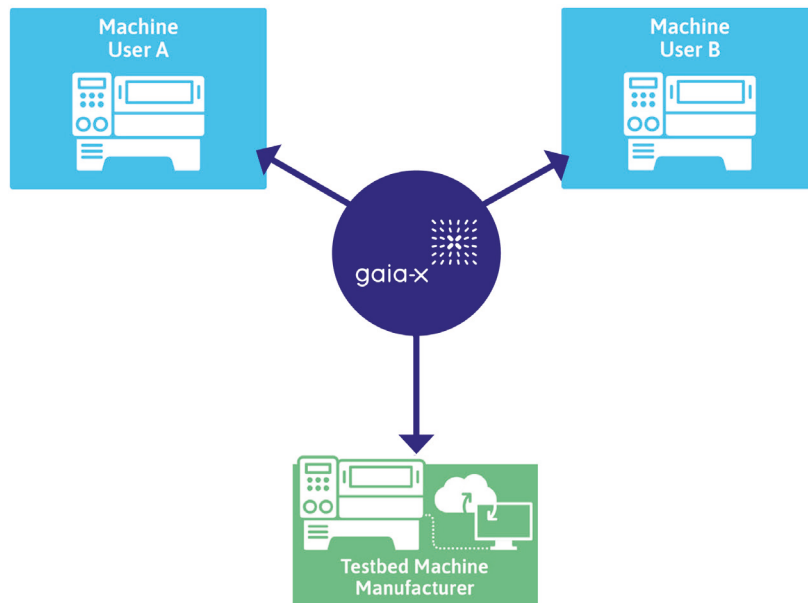 Machine
User A
Machine
User B
gaia-x
Testbed Machine
Manufacturer